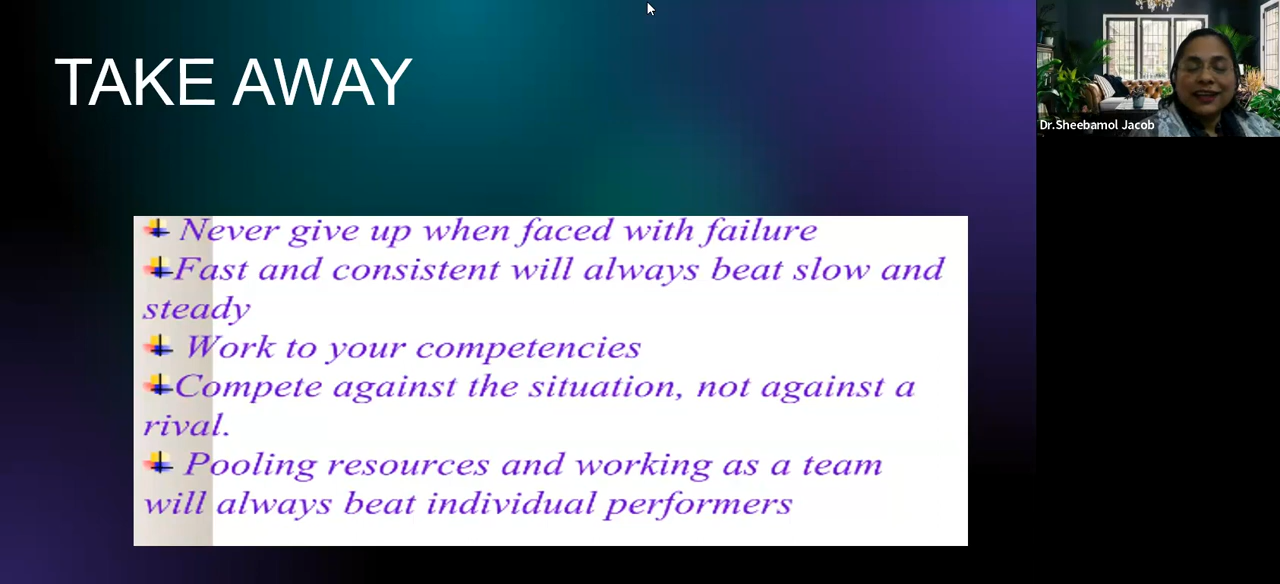 TAKE AWAY
Dr.Sheebamol Jacob
Never give up when faced with failure
Fast and consistent will always beat slow and
steady
Work to your competencies
Compete against the situation, not against a
rival.
Pooling resources and working as a team
will always beat individual performers